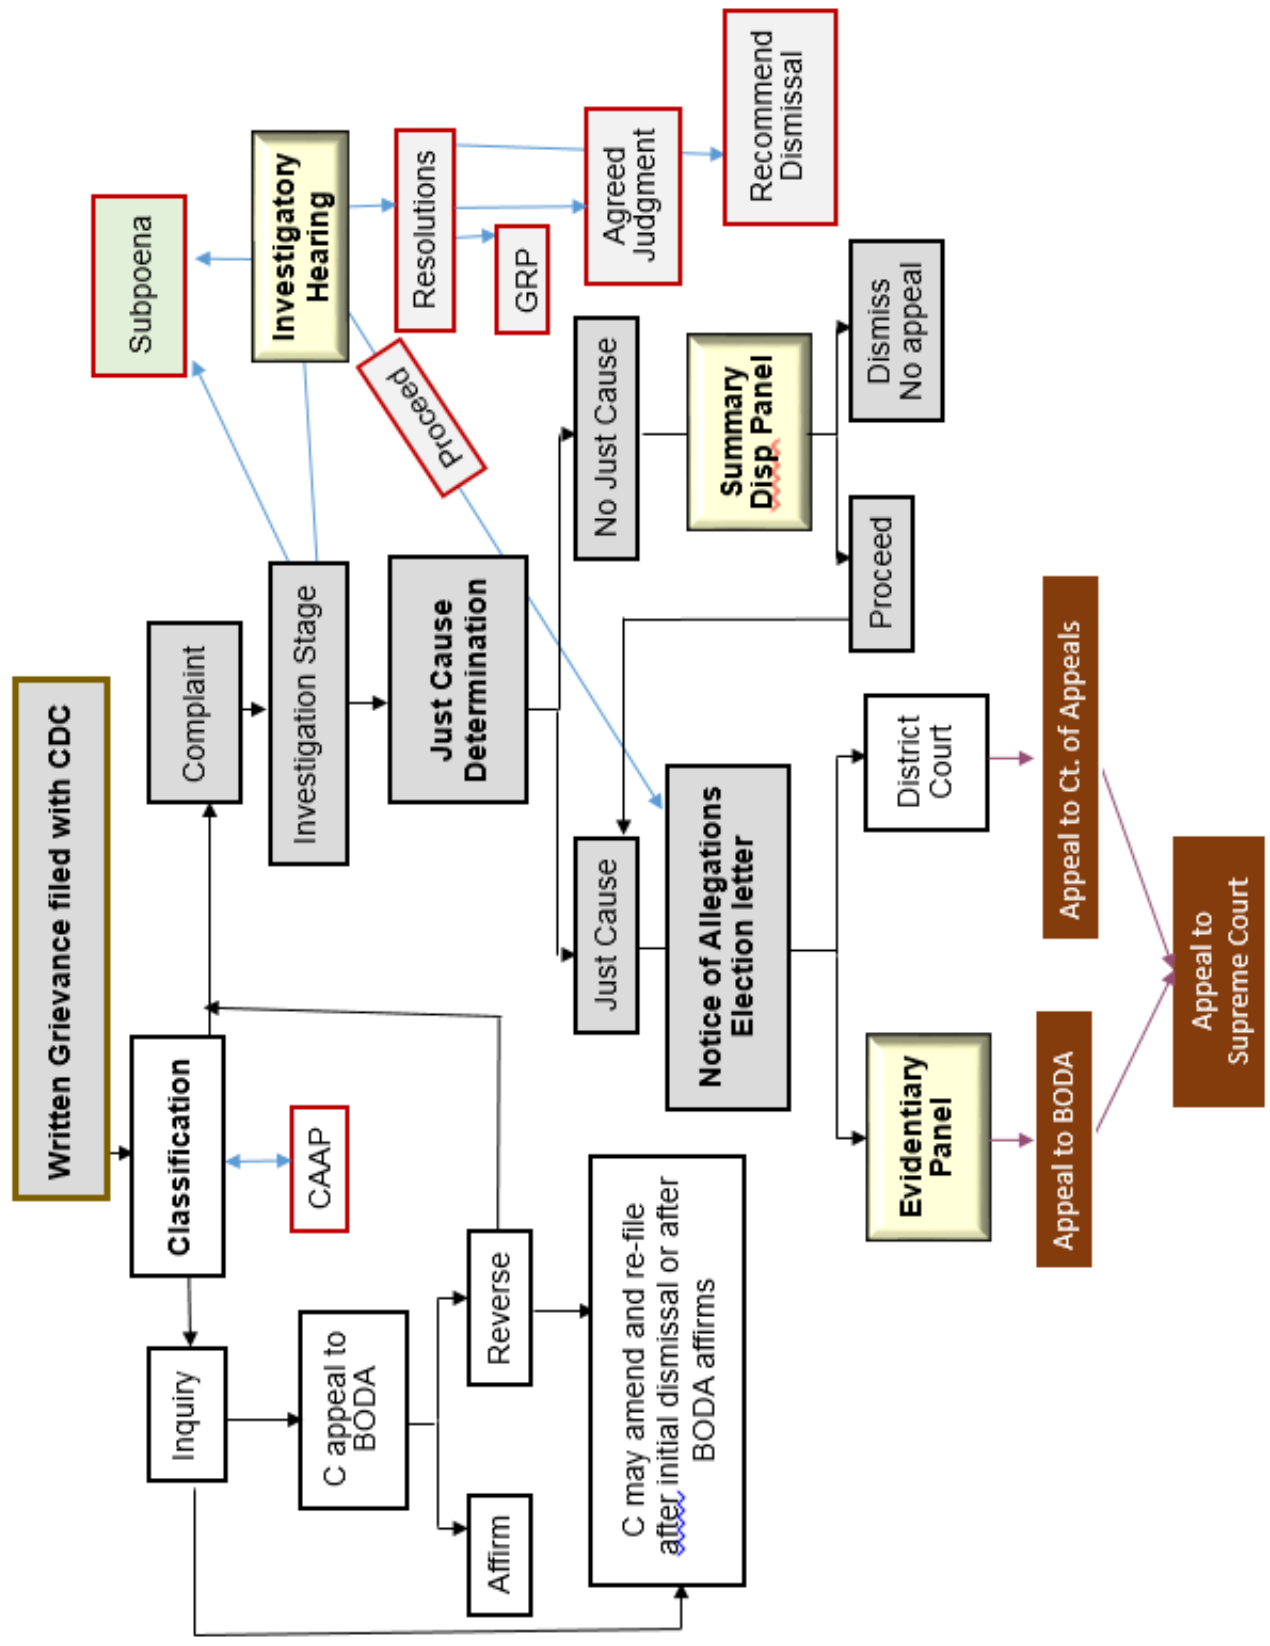 Written Grievance filed with CDC
Classification
CAAP
Inquiry
C appeal to
BODA
Affirm
Reverse
C may amend and re-file
after initial dismissal or after
BODA affirms
Complaint
Investigation Stage
Subpoena
Investigatory
Hearing
Resolutions
GRP
Agreed
Judgment
Recommend
Dismissal
Proceed
Just Cause
Determination
Just Cause
No Just Cause
Summary
Disp Panel
Proceed
Dismiss
No appeal
Notice of Allegations
Election letter
Evidentiary
Panel
District
Court
Appeal to BODA
Appeal to Ct. of Appeals
Appeal to
Supreme Court